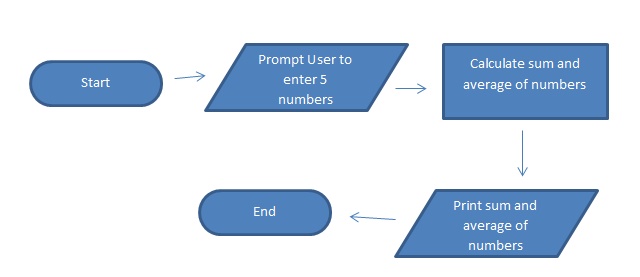 Start
Prompt User to
enter 5
numbers
Calculate sum and
average of numbers
Print sum and
average of
numbers
End